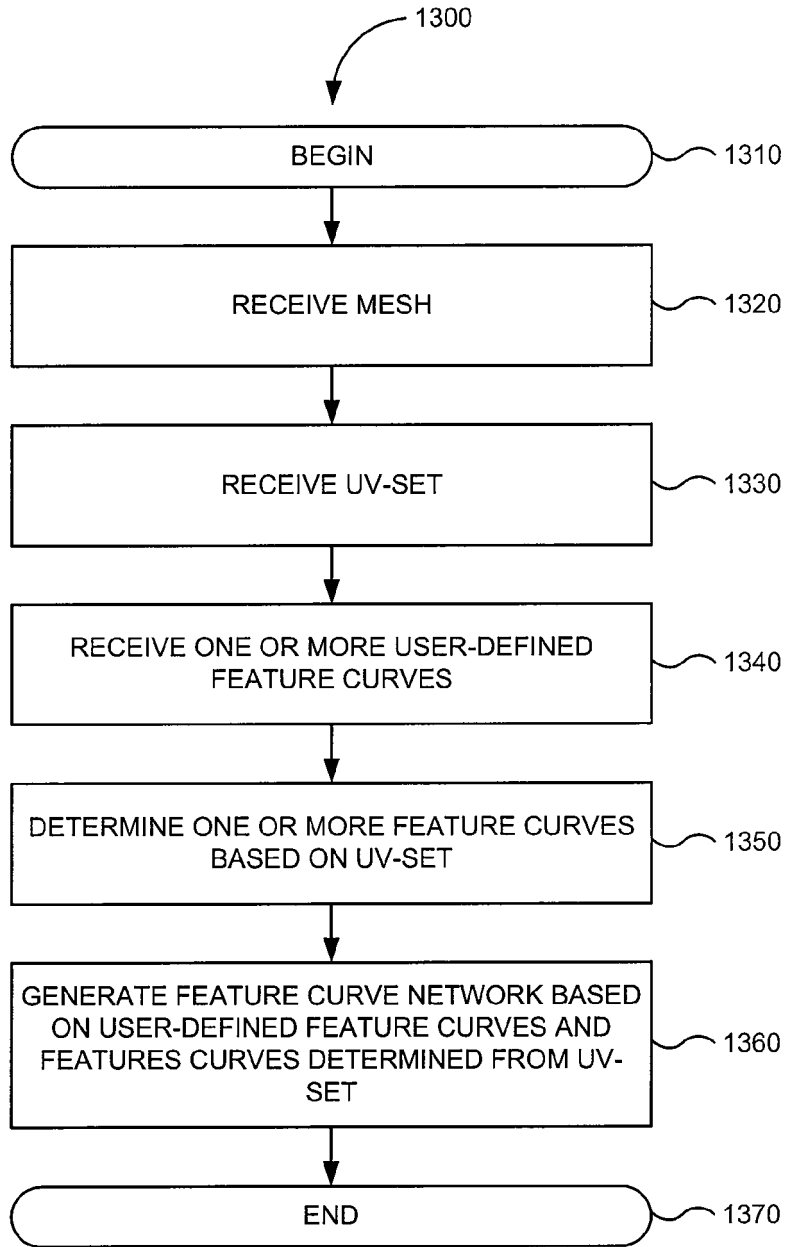 1300
BEGIN
1310
RECEIVE MESH
1320
RECEIVE UV-SET
1330
RECEIVE ONE OR MORE USER-DEFINED
FEATURE CURVES
1340
DETERMINE ONE OR MORE FEATURE CURVES
BASED ON UV-SET
1350
GENERATE FEATURE CURVE NETWORK BASED
ON USER-DEFINED FEATURE CURVES AND
FEATURES CURVES DETERMINED FROM UV-
SET
1360
END
1370